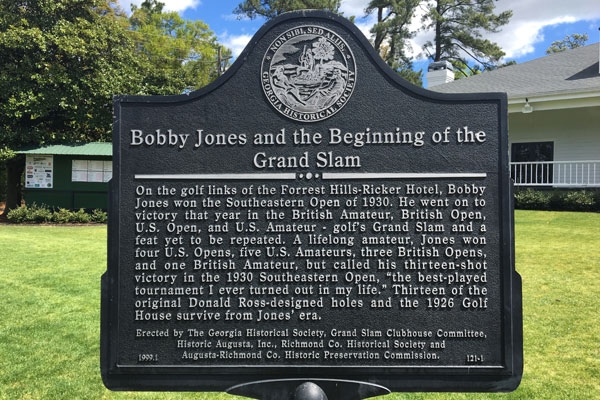 NON SIBI, SED ALIIS.
GEORGIA HISTORICAL SOCIETY
Bobby Jones and the Beginning of the
Grand Slam
On the golf links of the Forrest Hills-Ricker Hotel, Bobby
Jones won the Southeastern Open of 1930. He went on to
victory that year in the British Amateur, British Open,
U.S. Open, and U.S. Amateur - golf's Grand Slam and a
feat yet to be repeated. A lifelong amateur, Jones won
four U.S. Opens, five U.S. Amateurs, three British Opens,
and one British Amateur, but called his thirteen-shot
victory in the 1930 Southeastern Open, “the best-played
tournament I ever turned out in my life.” Thirteen of the
original Donald Ross-designed holes and the 1926 Golf
House survive from Jones' era.
Erected by The Georgia Historical Society, Grand Slam Clubhouse Committee,
Historic Augusta, Inc., Richmond Co. Historical Society and
Augusta-Richmond Co. Historic Preservation Commission.
1999.1 121-1